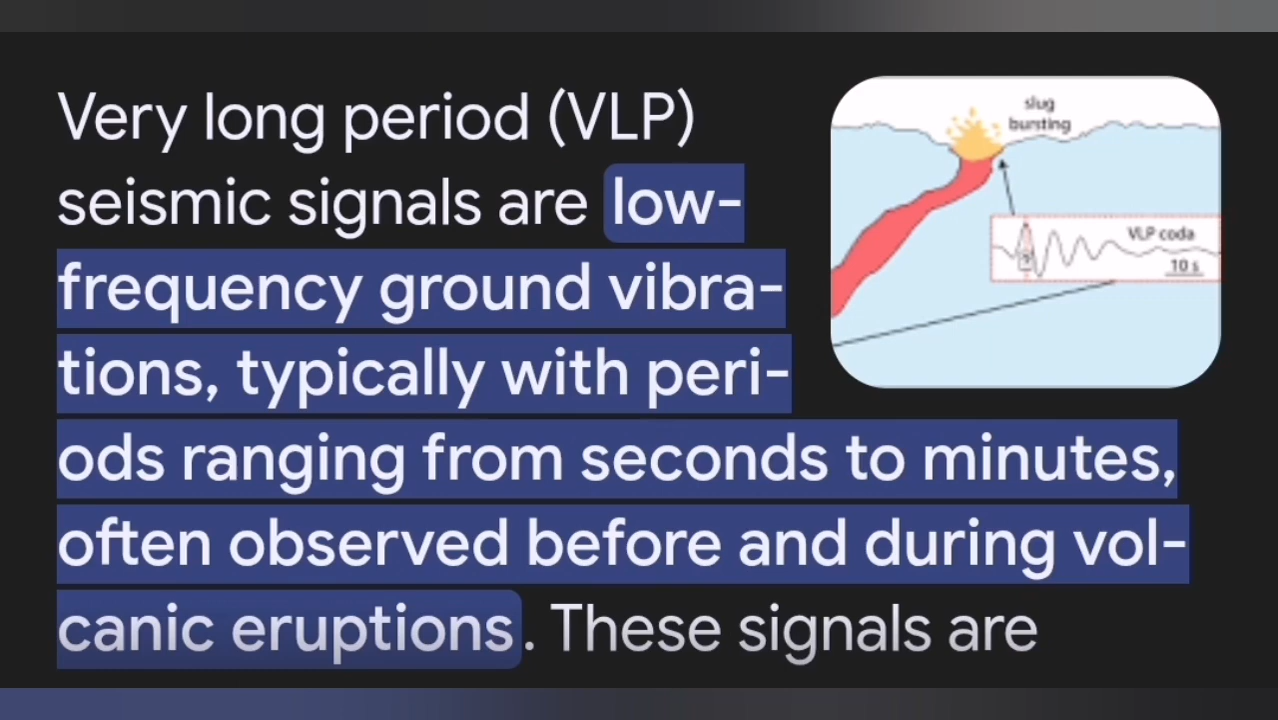 Very long period (VLP)
seismic signals are low-
frequency ground vibra-
tions, typically with peri-
ods ranging from seconds to minutes,
often observed before and during vol-
canic eruptions. These signals are
slug
bursting
VLP coda
?
10 s